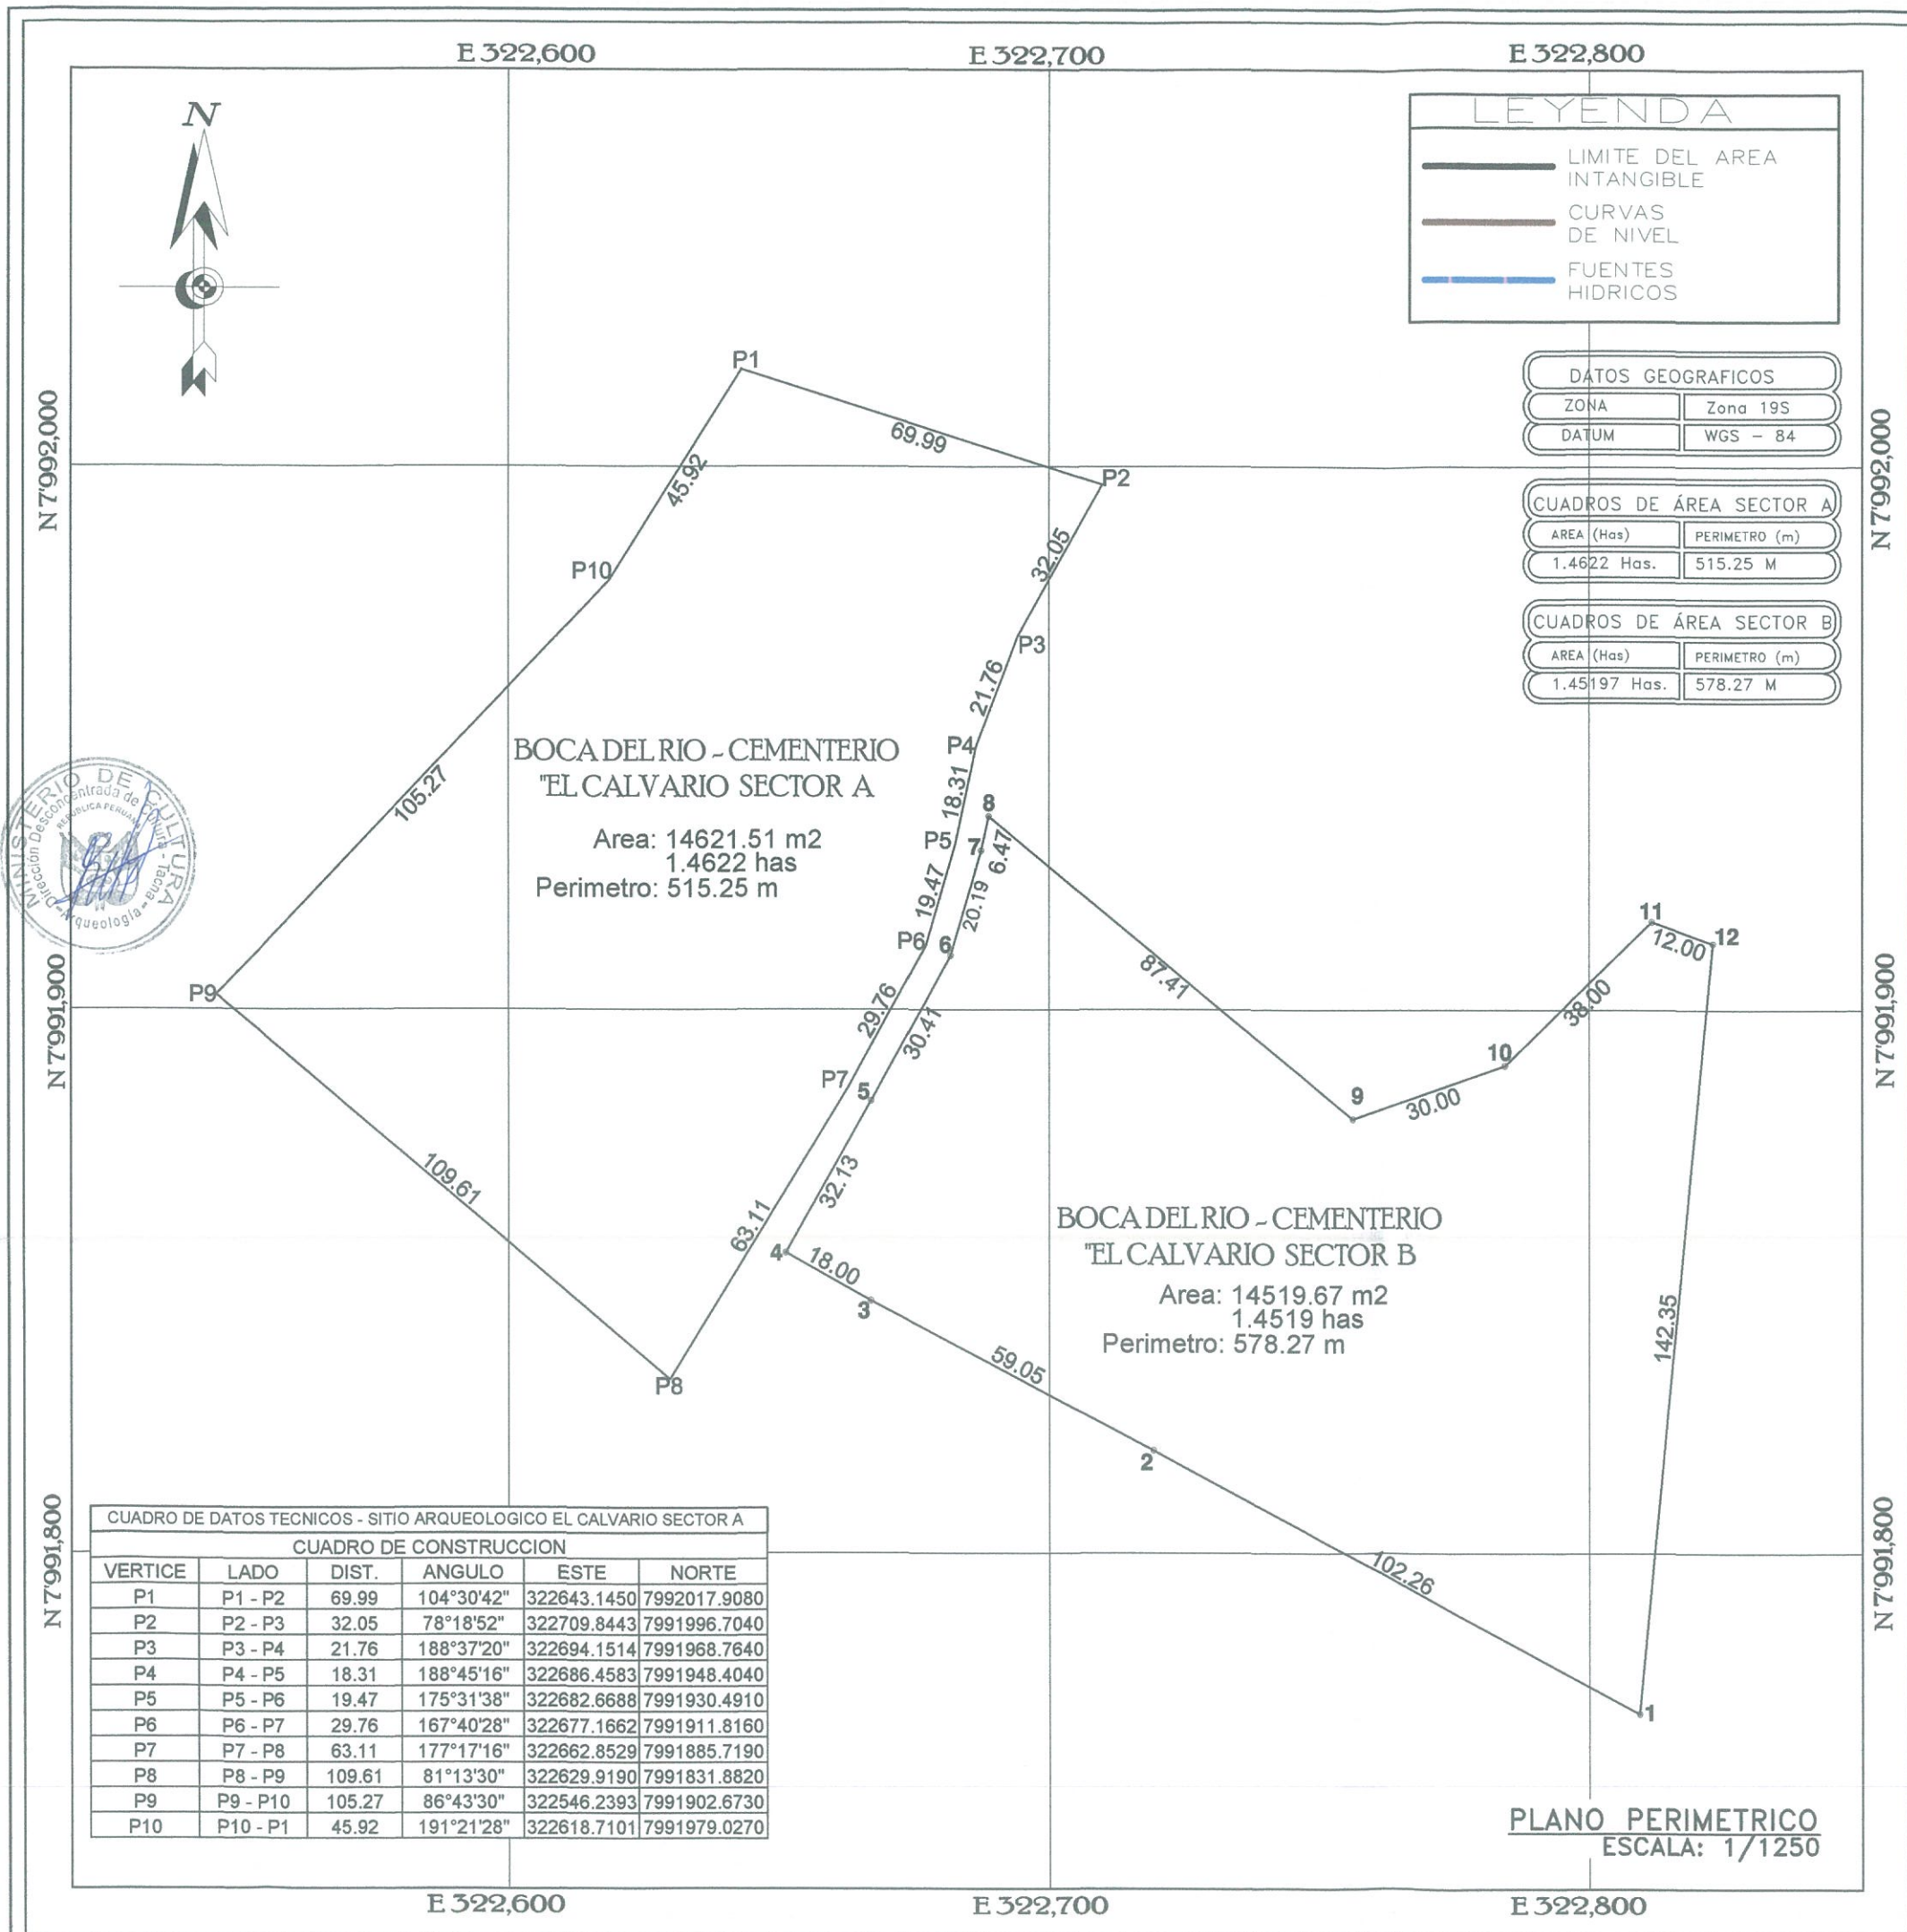 E 322,600
E 322,700
E 322,800
N
LEYENDA
LIMITE DEL AREA
INTANGIBLE
CURVAS
DE NIVEL
FUENTES
HIDRICOS
DATOS GEOGRAFICOS
ZONA Zona 19S
DATUM WGS - 84
CUADROS DE ÁREA SECTOR A
AREA (Has) PERIMETRO (m)
1.4622 Has. 515.25 M
CUADROS DE ÁREA SECTOR B
AREA (Has) PERIMETRO (m)
1.45197 Has. 578.27 M
N 7'992,000
N 7'992,000
P1
69.99
P2
45.92
32.05
P10
P3
21.76
P4
18.31
P5
19.47
P6
29.76
P7
63.11
P8
109.61
P9
105.27
BOCA DEL RIO - CEMENTERIO
"EL CALVARIO SECTOR A
Area: 14621.51 m2
1.4622 has
Perimetro: 515.25 m
MINISTERIO DE CULTURA
Dirección Desconcentrada de Cultura - Tacna
REPUBLICA PERUANA
Arqueología
N 7'991,900
N 7'991,900
8
7
6.47
20.19
6
30.41
5
32.13
4
18.00
3
59.05
2
102.26
1
142.35
12
12.00
11
38.00
10
30.00
9
87.41
BOCA DEL RIO - CEMENTERIO
"EL CALVARIO SECTOR B
Area: 14519.67 m2
1.4519 has
Perimetro: 578.27 m
N 7'991,800
N 7'991,800
CUADRO DE DATOS TECNICOS - SITIO ARQUEOLOGICO EL CALVARIO SECTOR A
CUADRO DE CONSTRUCCION
VERTICE LADO DIST. ANGULO ESTE NORTE
P1 P1 - P2 69.99 104°30'42" 322643.1450 7992017.9080
P2 P2 - P3 32.05 78°18'52" 322709.8443 7991996.7040
P3 P3 - P4 21.76 188°37'20" 322694.1514 7991968.7640
P4 P4 - P5 18.31 188°45'16" 322686.4583 7991948.4040
P5 P5 - P6 19.47 175°31'38" 322682.6688 7991930.4910
P6 P6 - P7 29.76 167°40'28" 322677.1662 7991911.8160
P7 P7 - P8 63.11 177°17'16" 322662.8529 7991885.7190
P8 P8 - P9 109.61 81°13'30" 322629.9190 7991831.8820
P9 P9 - P10 105.27 86°43'30" 322546.2393 7991902.6730
P10 P10 - P1 45.92 191°21'28" 322618.7101 7991979.0270
PLANO PERIMETRICO
ESCALA: 1/1250
E 322,600
E 322,700
E 322,800